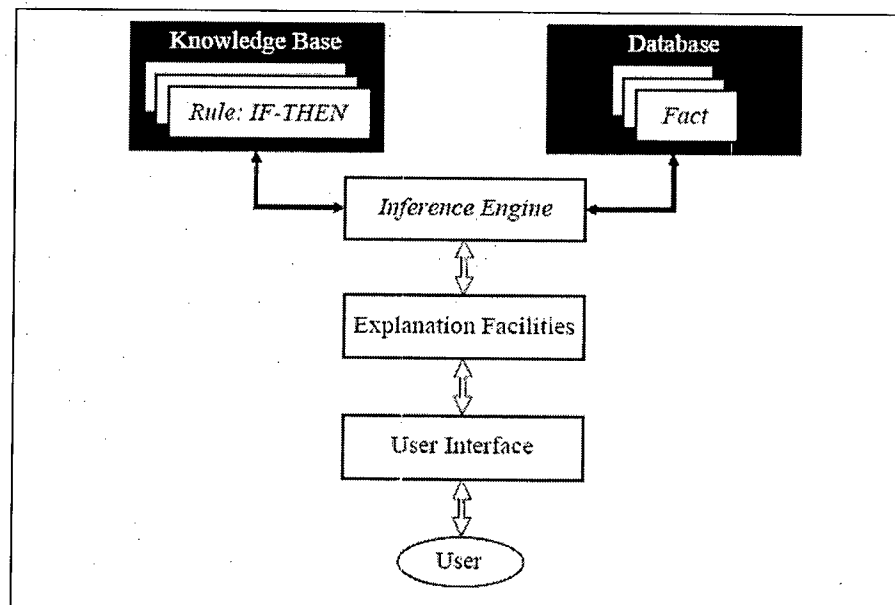 Knowledge Base
Database
Rule: IF-THEN
Fact
Inference Engine
Explanation Facilities
User Interface
User